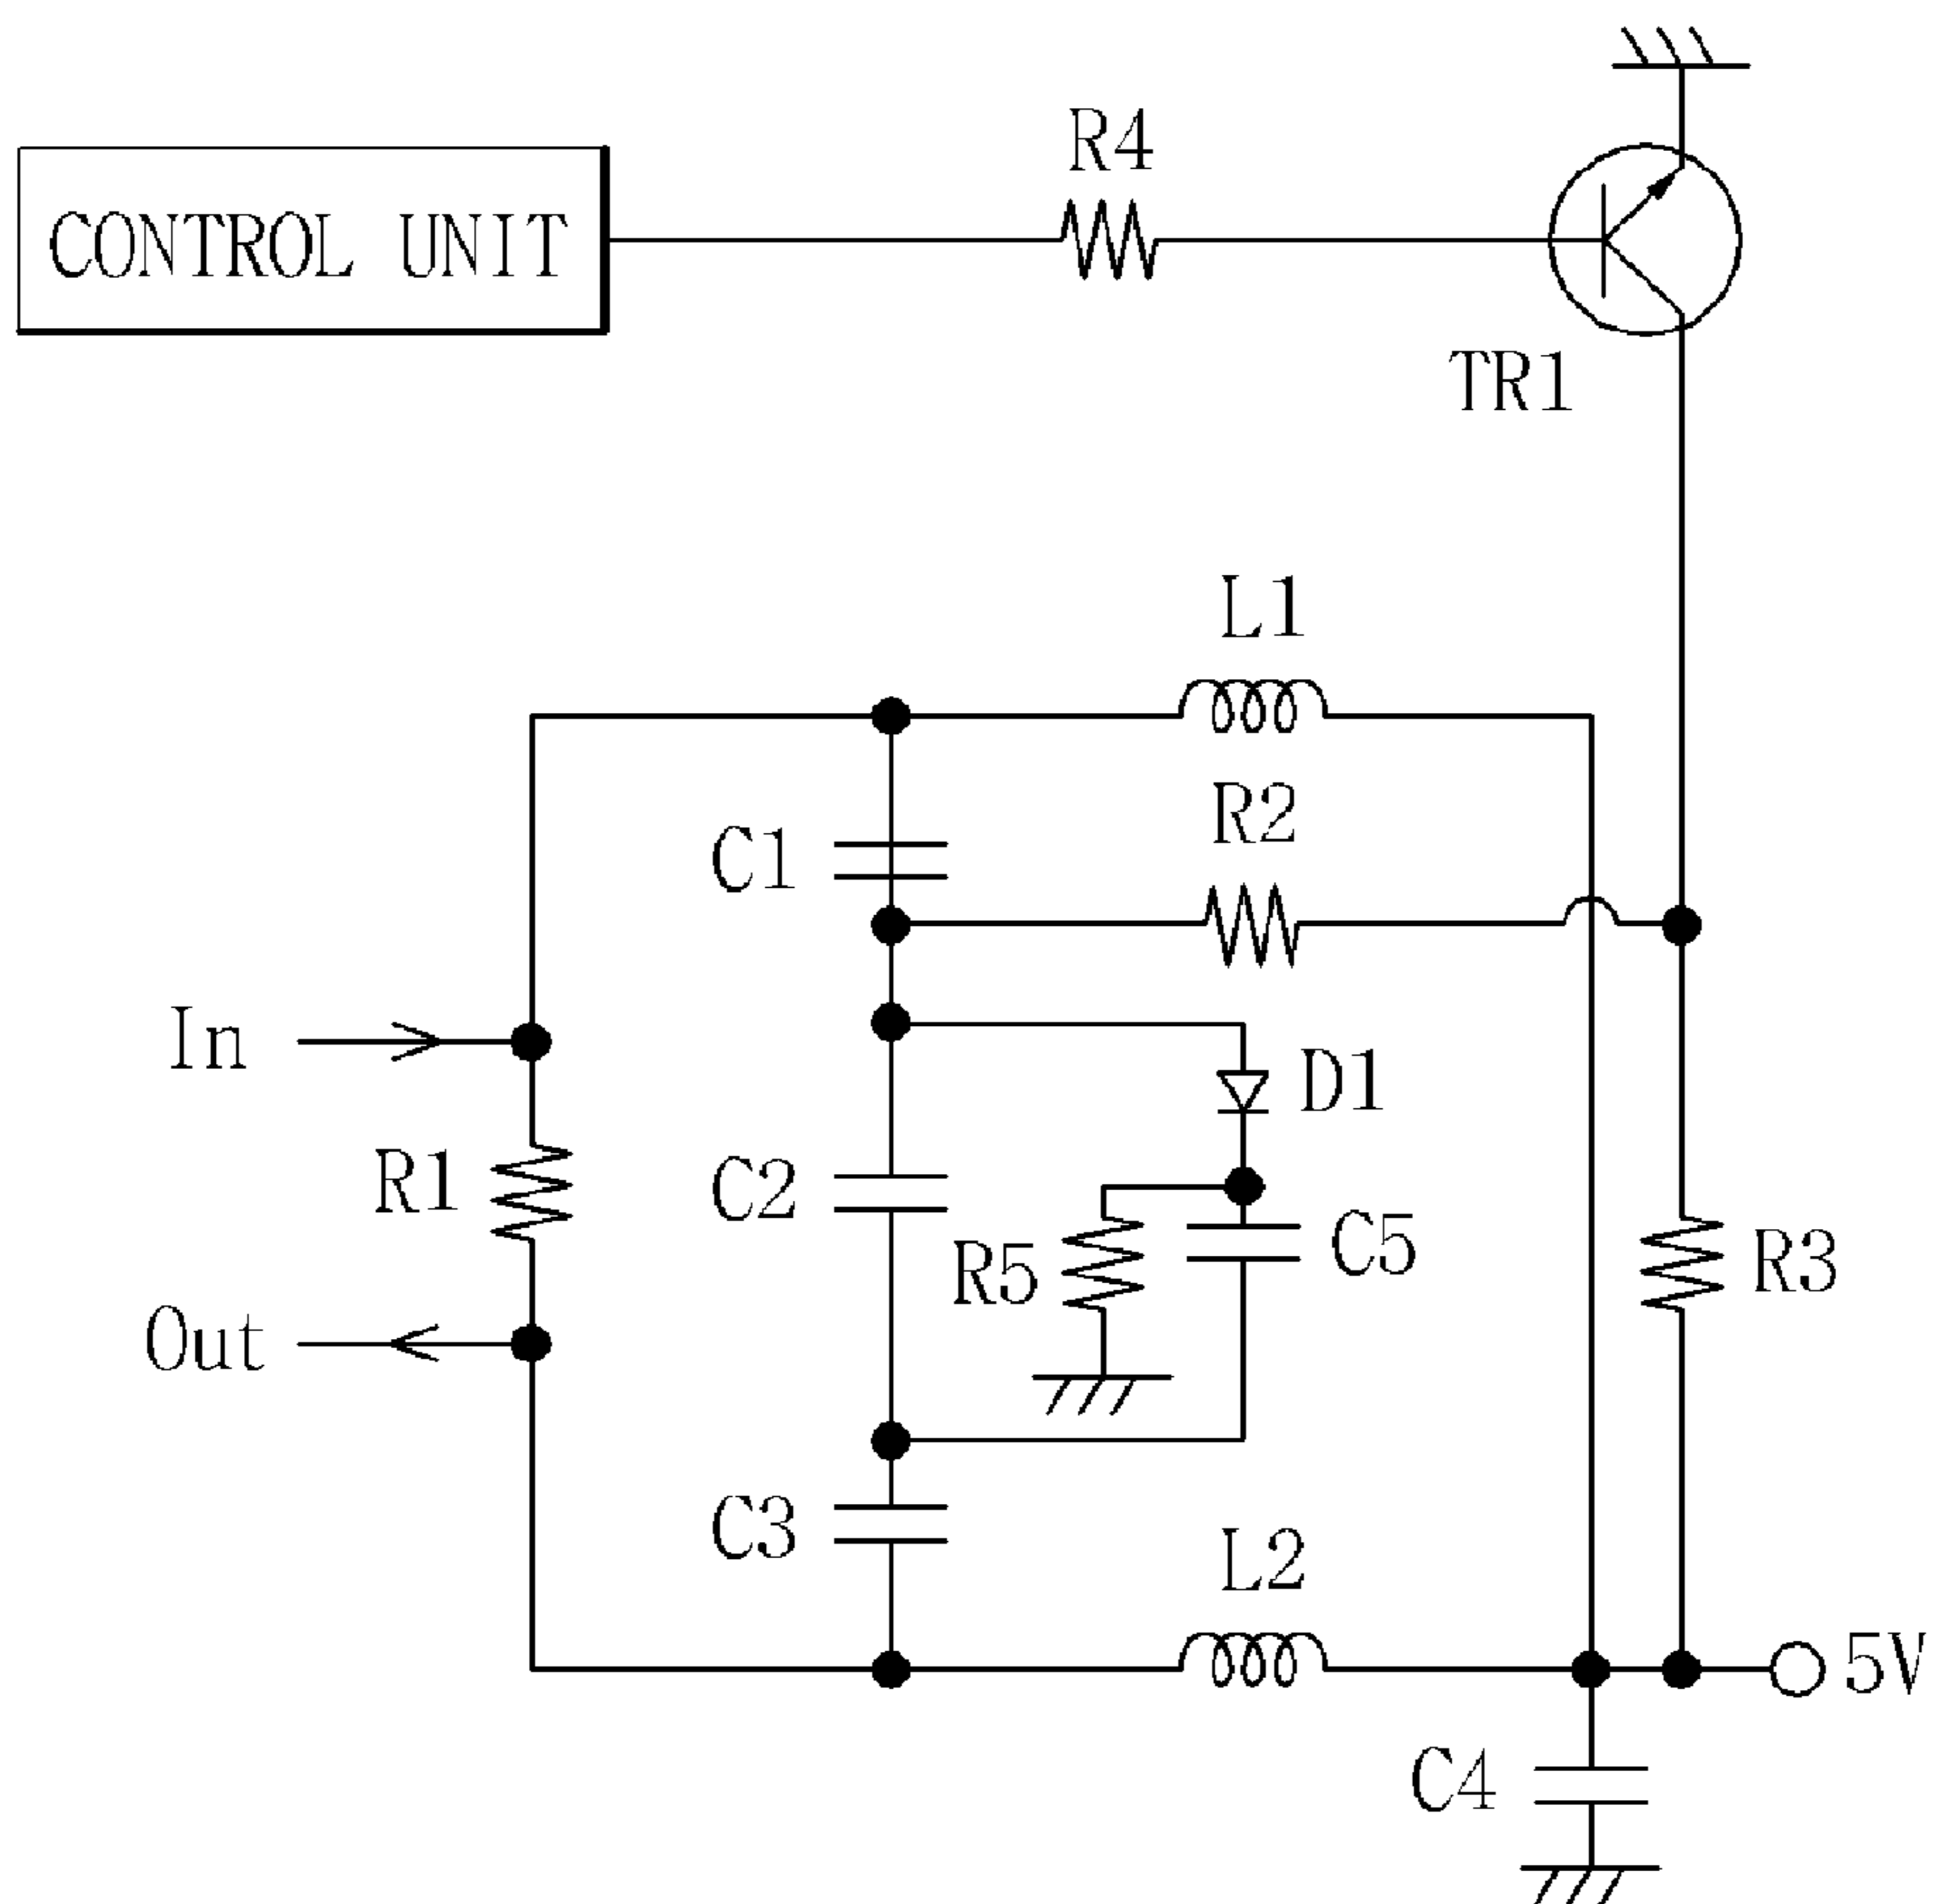 R4
CONTROL UNIT
TR1
L1
R2
C1
In
D1
R1
C2
C5
R5
R3
Out
C3
L2
5V
C4